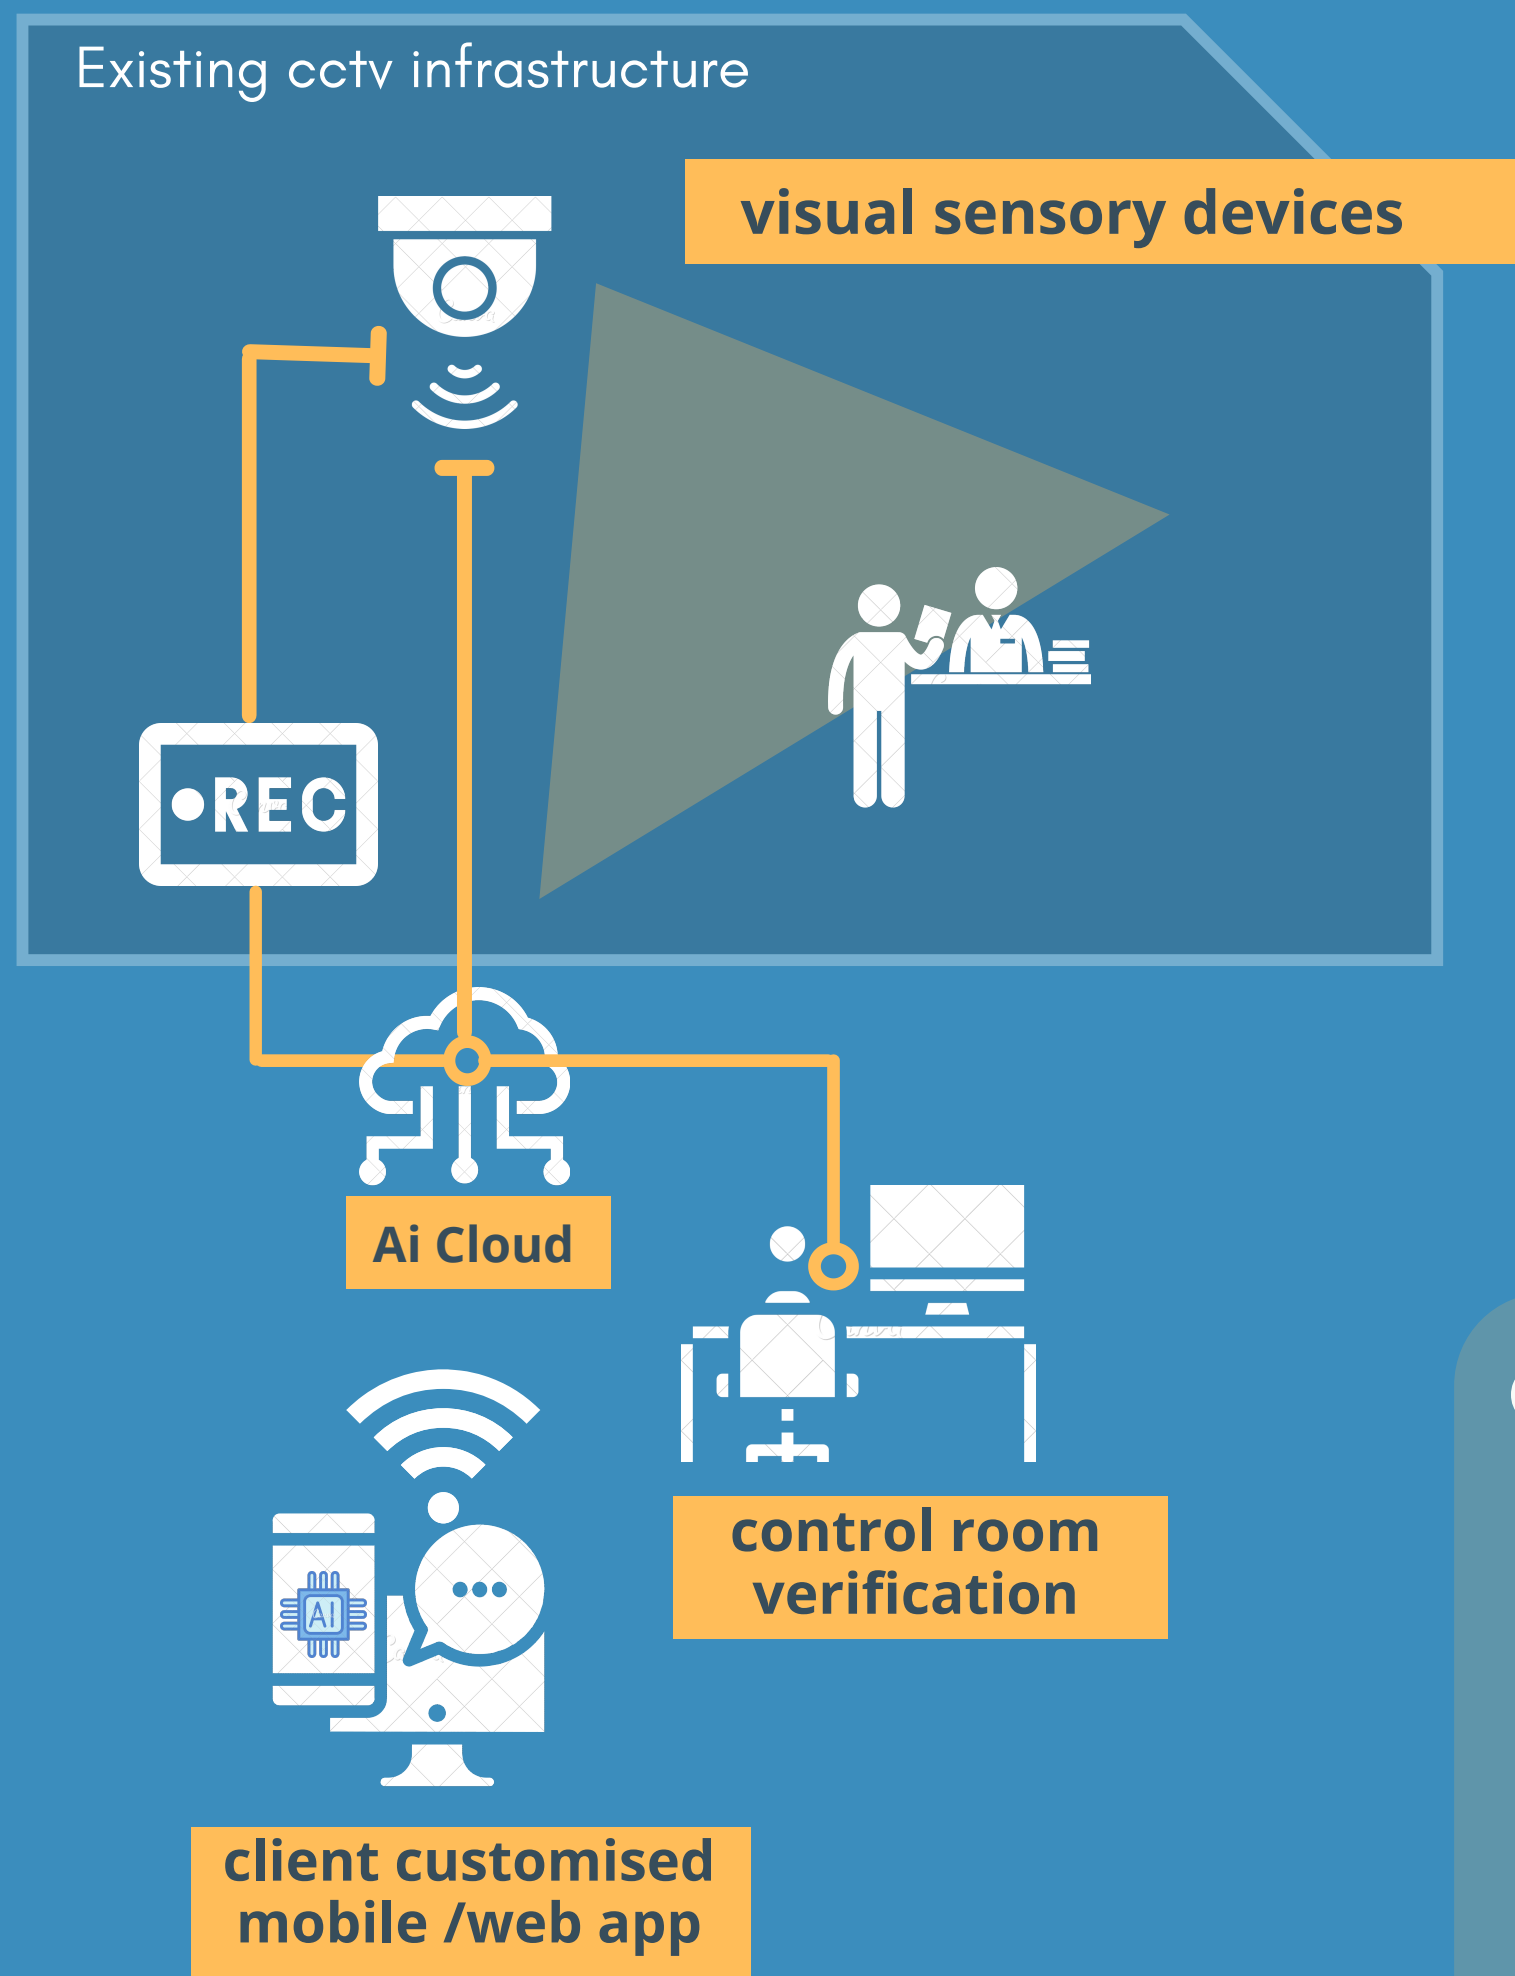 Existing cctv infrastructure
visual sensory devices
REC
Ai Cloud
control room
verification
AI
client customised
mobile /web app